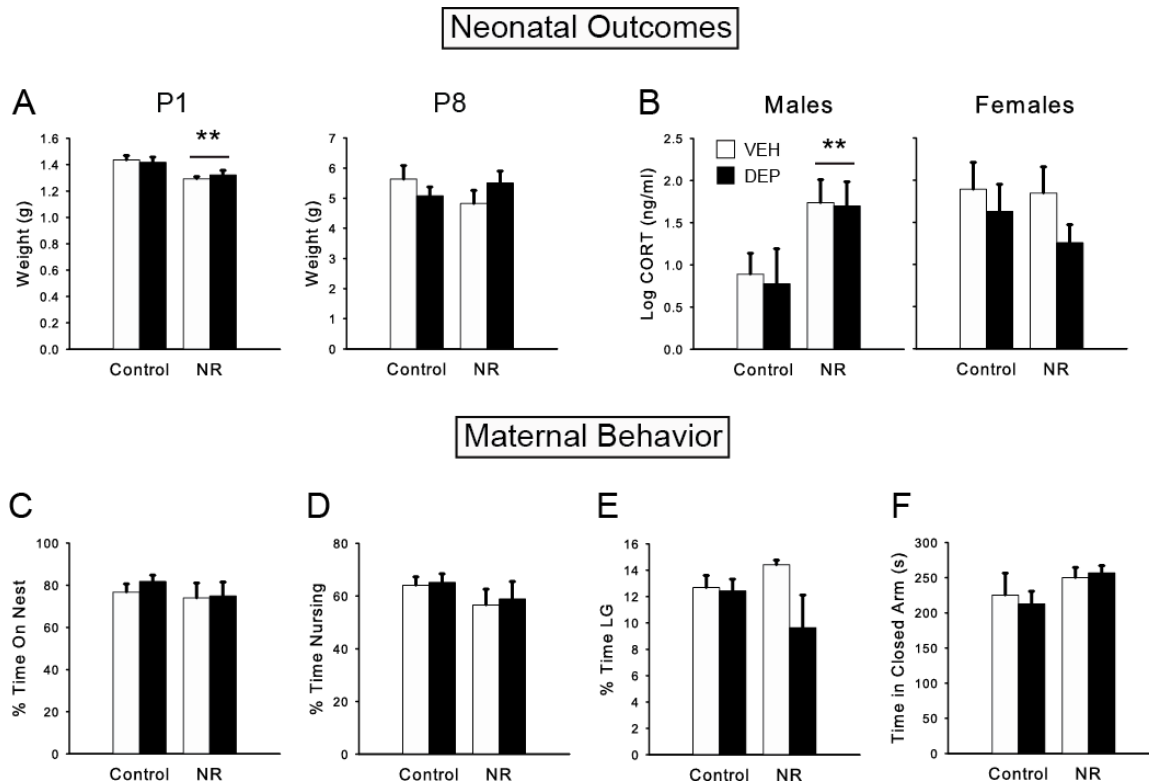 Neonatal Outcomes
A
P1
P8
B
Males
Females
**
**
VEH
DEP
Weight (g)
1.6
1.4
1.2
1.0
0.8
0.6
0.4
0.2
0.0
Control NR
Weight (g)
7
6
5
4
3
2
1
0
Control NR
Log CORT (ng/ml)
2.5
2.0
1.5
1.0
0.5
0.0
Control NR
Control NR
Maternal Behavior
C
% Time On Nest
100
80
60
40
20
0
Control NR
D
% Time Nursing
80
60
40
20
0
Control NR
E
% Time LG
16
14
12
10
8
6
4
2
0
Control NR
F
Time in Closed Arm (s)
300
250
200
150
100
50
0
Control NR